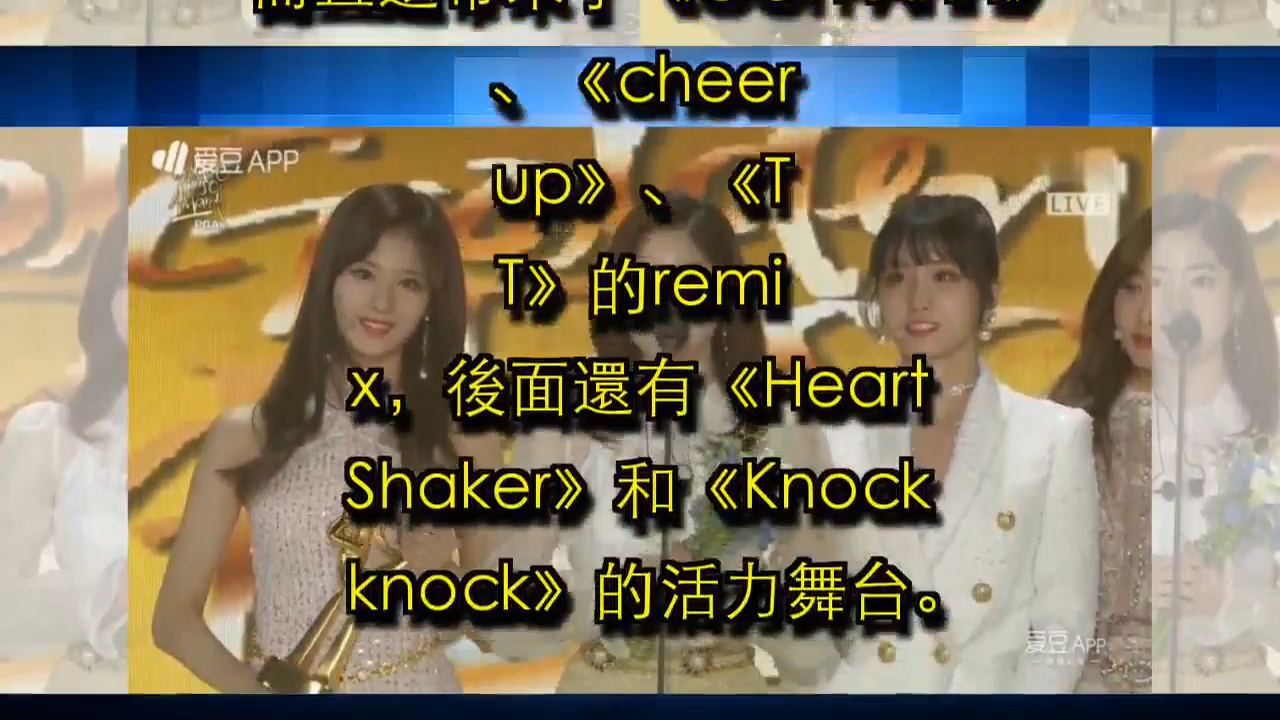 、《cheer
up》、《T
T》的remi
x，後面還有《Heart
Shaker》和《Knock
knock》的活力舞台。
爱豆APP
LIVE
爱豆APP